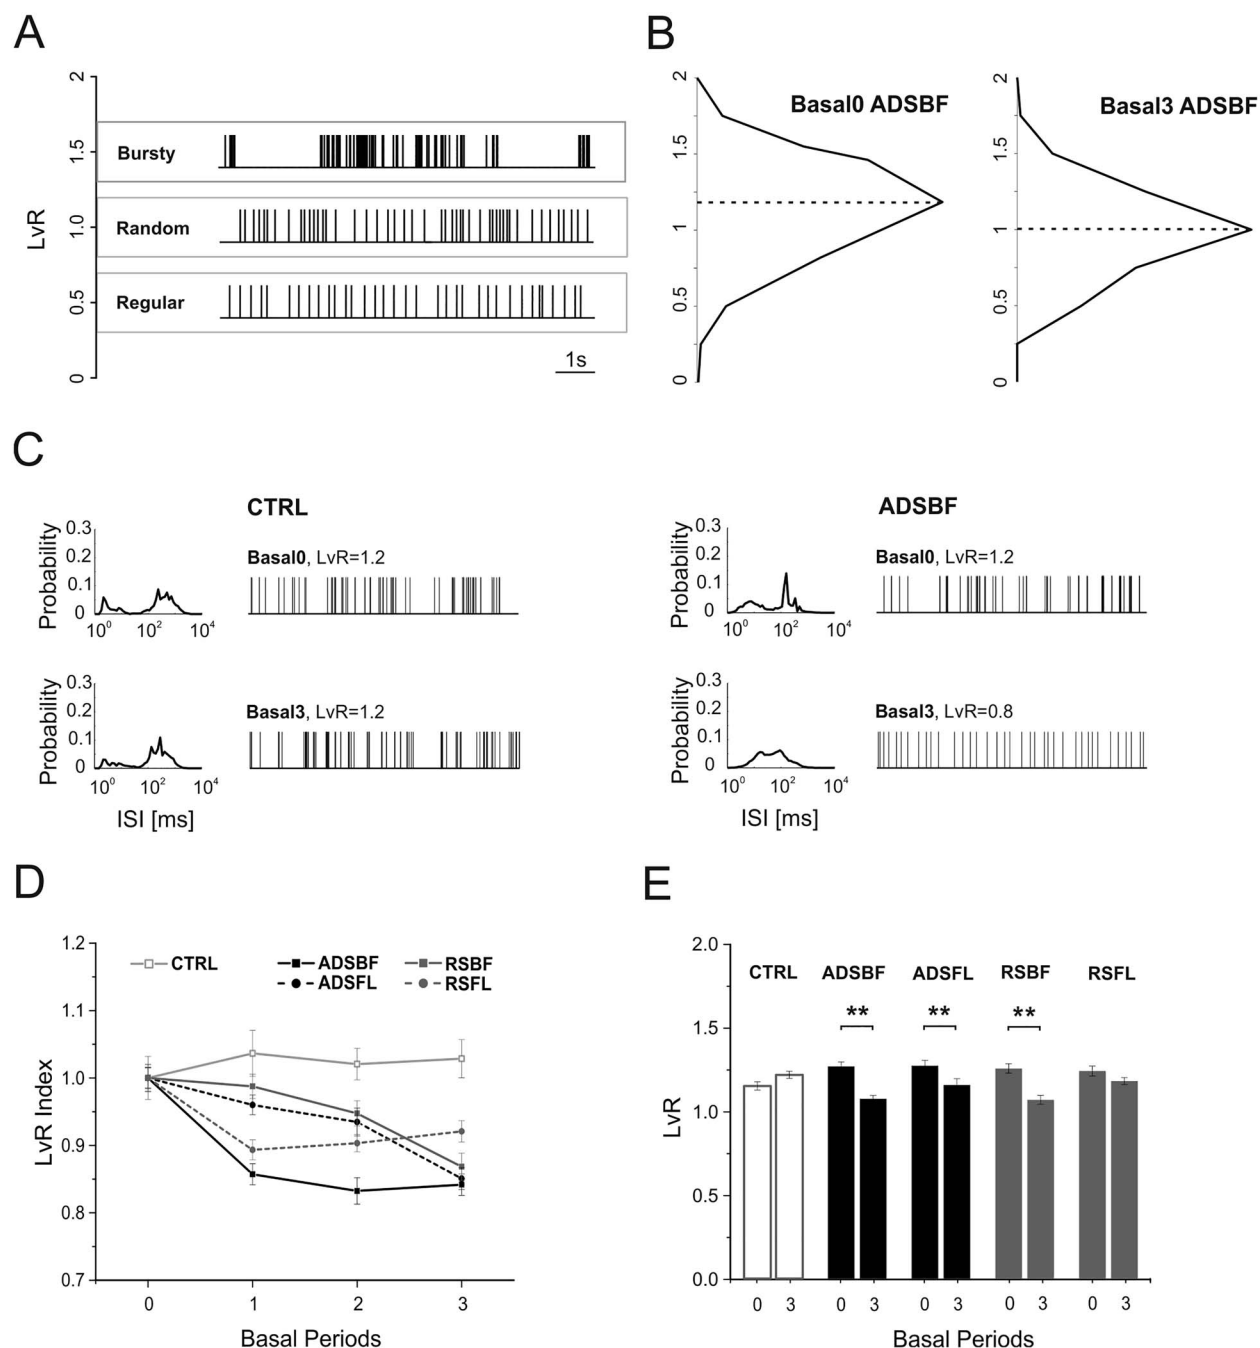 A
LvR
2
1.5
1.0
0.5
0
Bursty
Random
Regular
1s
B
Basal0 ADSBF
2
1.5
1
0.5
0
Basal3 ADSBF
2
1.5
1
0.5
0
C
CTRL
Probability
0.3
0.2
0.1
0
10^0 10^2 10^4
Basal0, LvR=1.2
Probability
0.3
0.2
0.1
0
10^0 10^2 10^4
ISI [ms]
Basal3, LvR=1.2
ADSBF
Probability
0.3
0.2
0.1
0
10^0 10^2 10^4
Basal0, LvR=1.2
Probability
0.3
0.2
0.1
0
10^0 10^2 10^4
ISI [ms]
Basal3, LvR=0.8
D
LvR Index
1.2
1.1
1.0
0.9
0.8
0.7
CTRL ADSBF RSBF
ADSFL RSFL
0 1 2 3
Basal Periods
E
LvR
2.0
1.5
1.0
0.5
0.0
CTRL ADSBF ADSFL RSBF RSFL
** ** **
0 3 0 3 0 3 0 3 0 3
Basal Periods